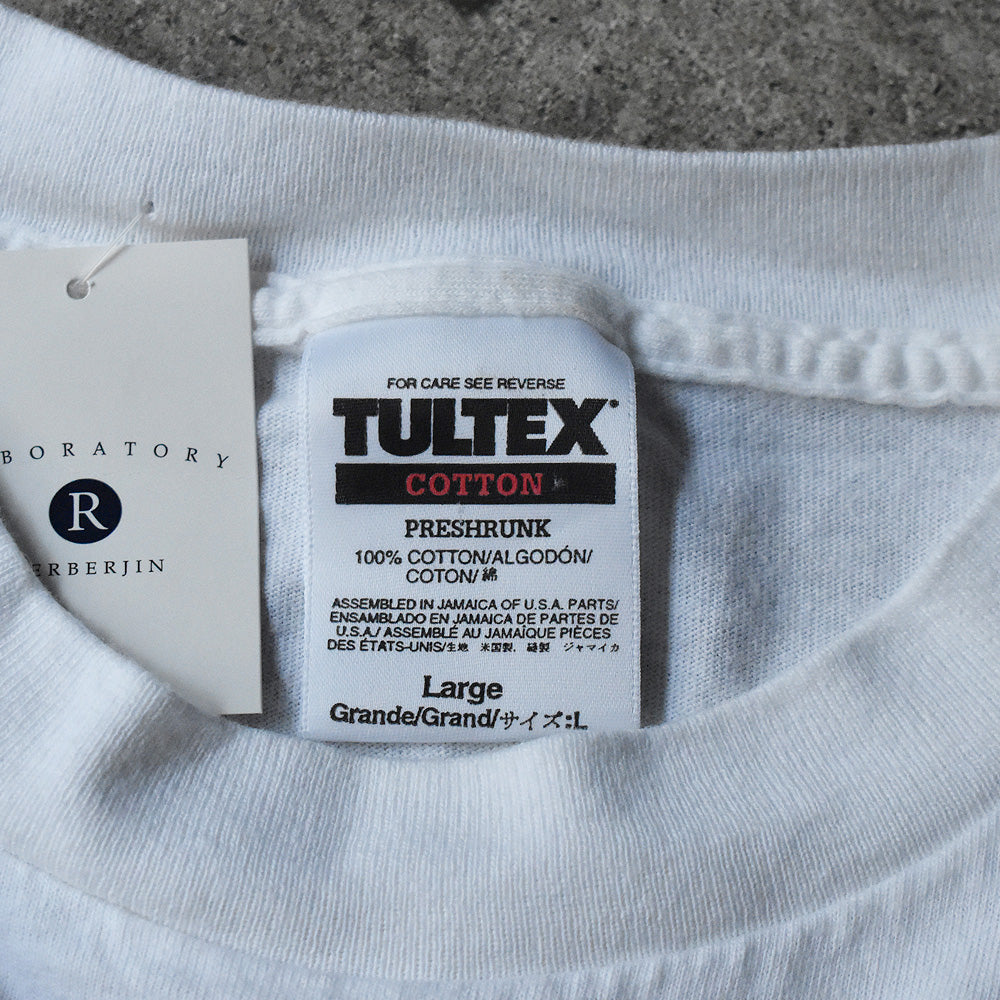 BORATORY
R
ERBERJIN
FOR CARE SEE REVERSE
TULTEX
COTTON
PRESHRUNK
100% COTTON/ALGODÓN/
COTON/綿
ASSEMBLED IN JAMAICA OF U.S.A. PARTS/
ENSAMBLADO EN JAMAICA DE PARTES DE
U.S.A./ ASSEMBLÉ AU JAMAÏQUE PIÈCES
DES ÉTATS-UNIS/生地 米国製. 縫製 ジャマイカ
Large
Grande/Grand/サイズ:L